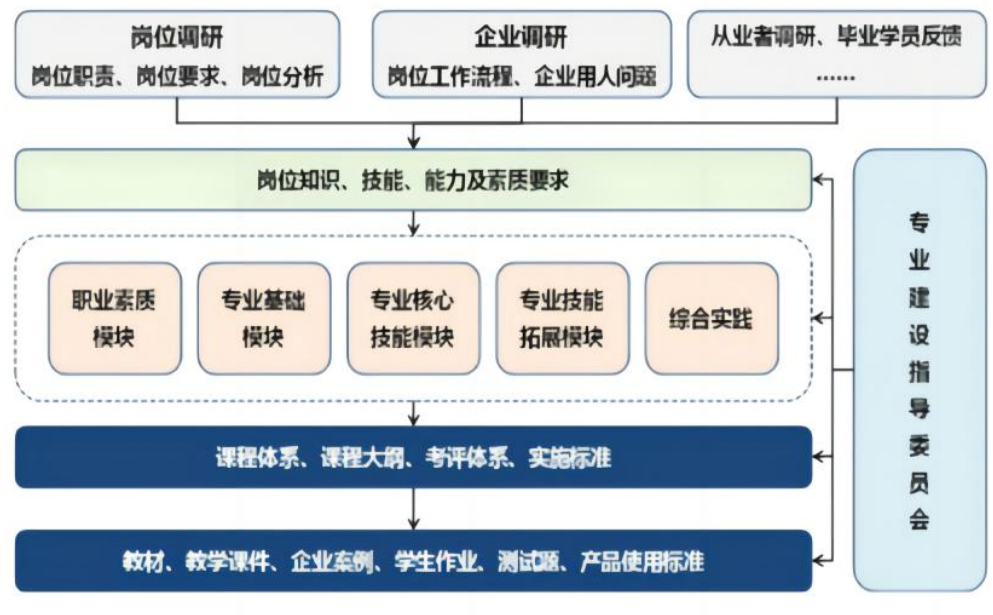 岗位调研
岗位职责、岗位要求、岗位分析
企业调研
岗位工作流程、企业用人问题
从业者调研、毕业学员反馈
……
岗位知识、技能、能力及素质要求
职业素质
模块
专业基础
模块
专业核心
技能模块
专业技能
拓展模块
综合实践
课程体系、课程大纲、考评体系、实施标准
教材、教学课件、企业案例、学生作业、测试题、产品使用标准
专业建设指导委员会